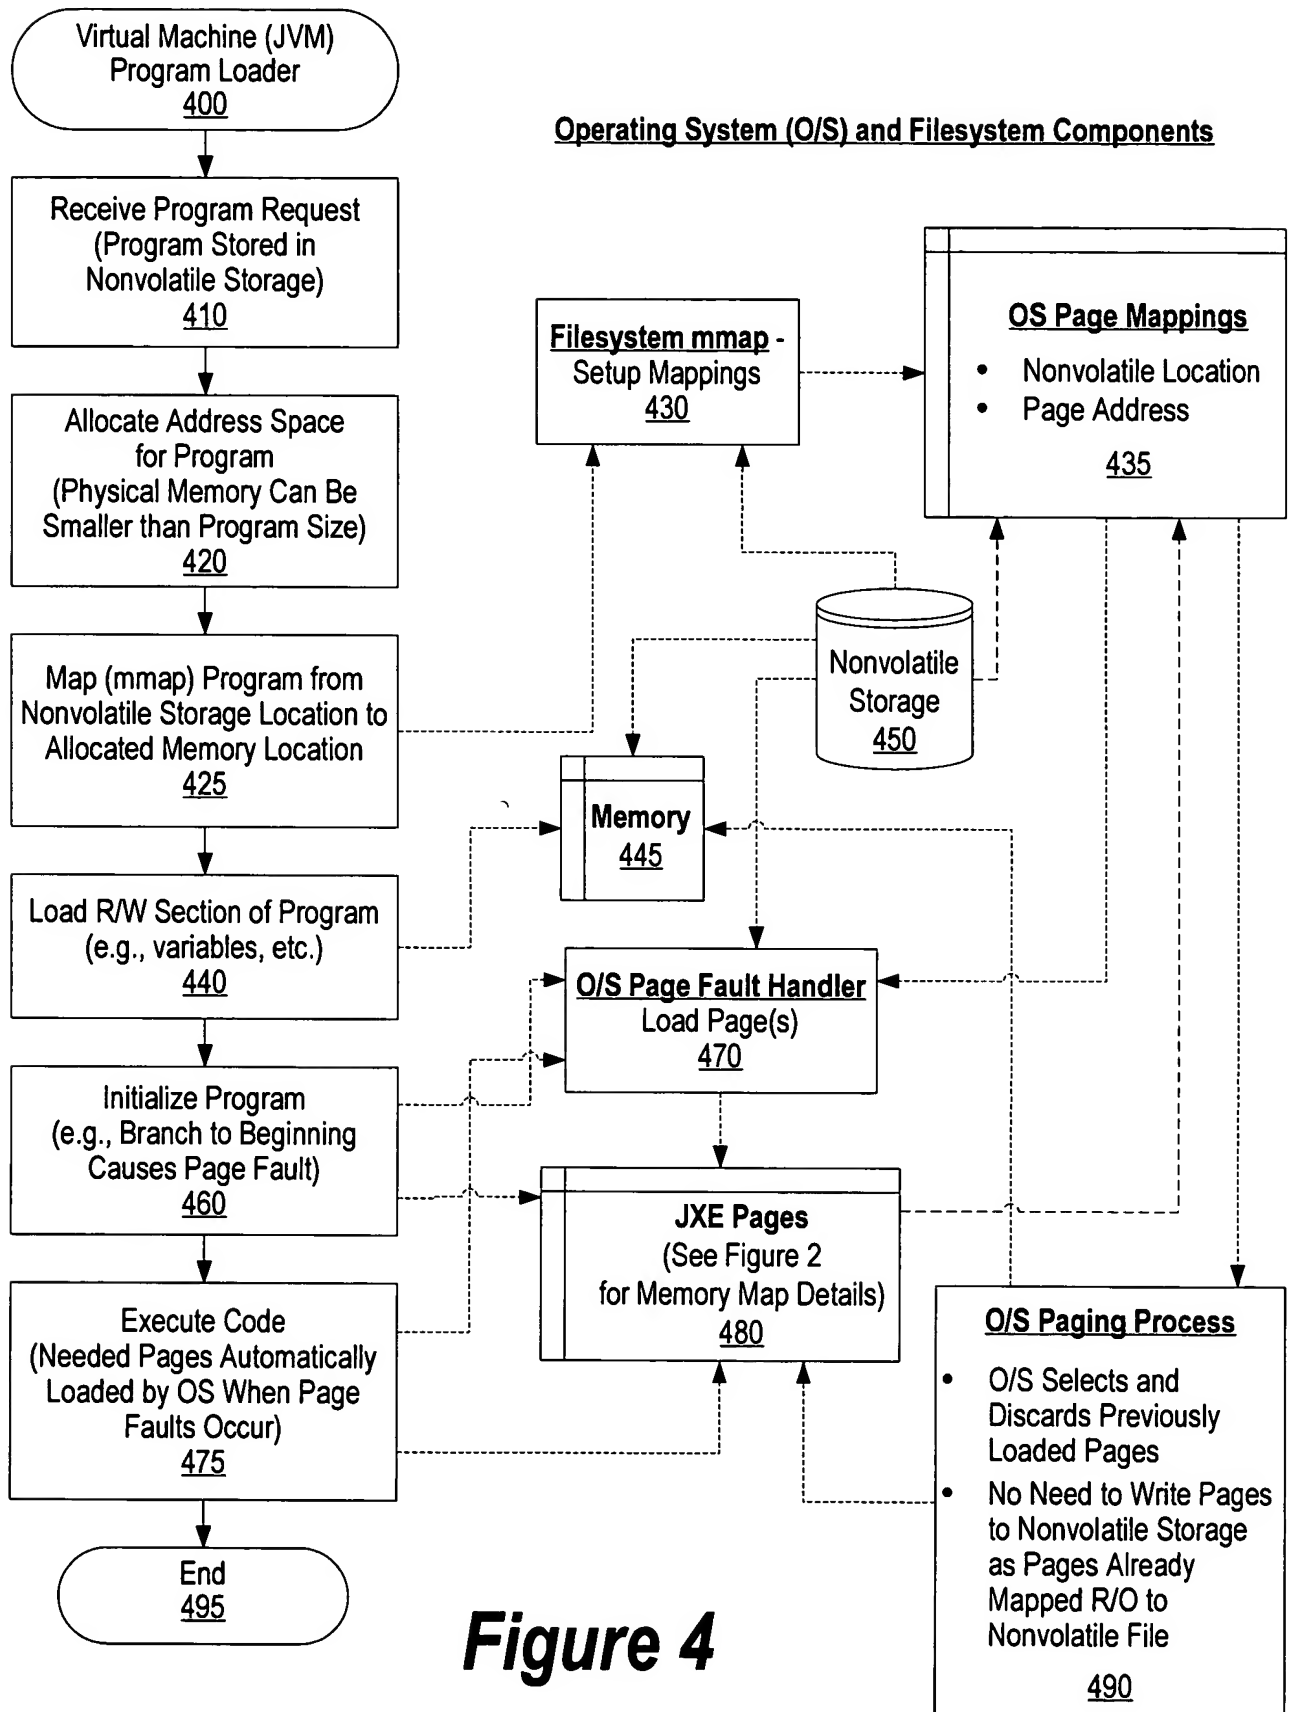 Virtual Machine (JVM)
Program Loader
400
Operating System (O/S) and Filesystem Components
Receive Program Request
(Program Stored in
Nonvolatile Storage)
410
Allocate Address Space
for Program
(Physical Memory Can Be
Smaller than Program Size)
420
Map (mmap) Program from
Nonvolatile Storage Location to
Allocated Memory Location
425
Load R/W Section of Program
(e.g., variables, etc.)
440
Initialize Program
(e.g., Branch to Beginning
Causes Page Fault)
460
Execute Code
(Needed Pages Automatically
Loaded by OS When Page
Faults Occur)
475
End
495
Filesystem mmap -
Setup Mappings
430
OS Page Mappings
• Nonvolatile Location
• Page Address
435
Nonvolatile
Storage
450
Memory
445
O/S Page Fault Handler
Load Page(s)
470
JXE Pages
(See Figure 2
for Memory Map Details)
480
O/S Paging Process
• O/S Selects and
Discards Previously
Loaded Pages
• No Need to Write Pages
to Nonvolatile Storage
as Pages Already
Mapped R/O to
Nonvolatile File
490
Figure 4